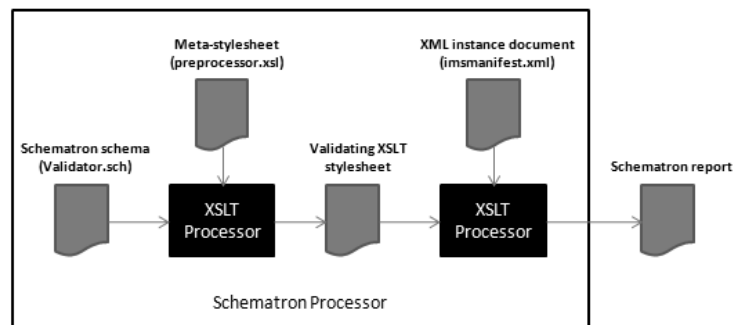 Meta-stylesheet
(preprocessor.xsl)
XML instance document
(imsmanifest.xml)
Schematron schema
(Validator.sch)
Validating XSLT
stylesheet
Schematron report
XSLT
Processor
XSLT
Processor
Schematron Processor